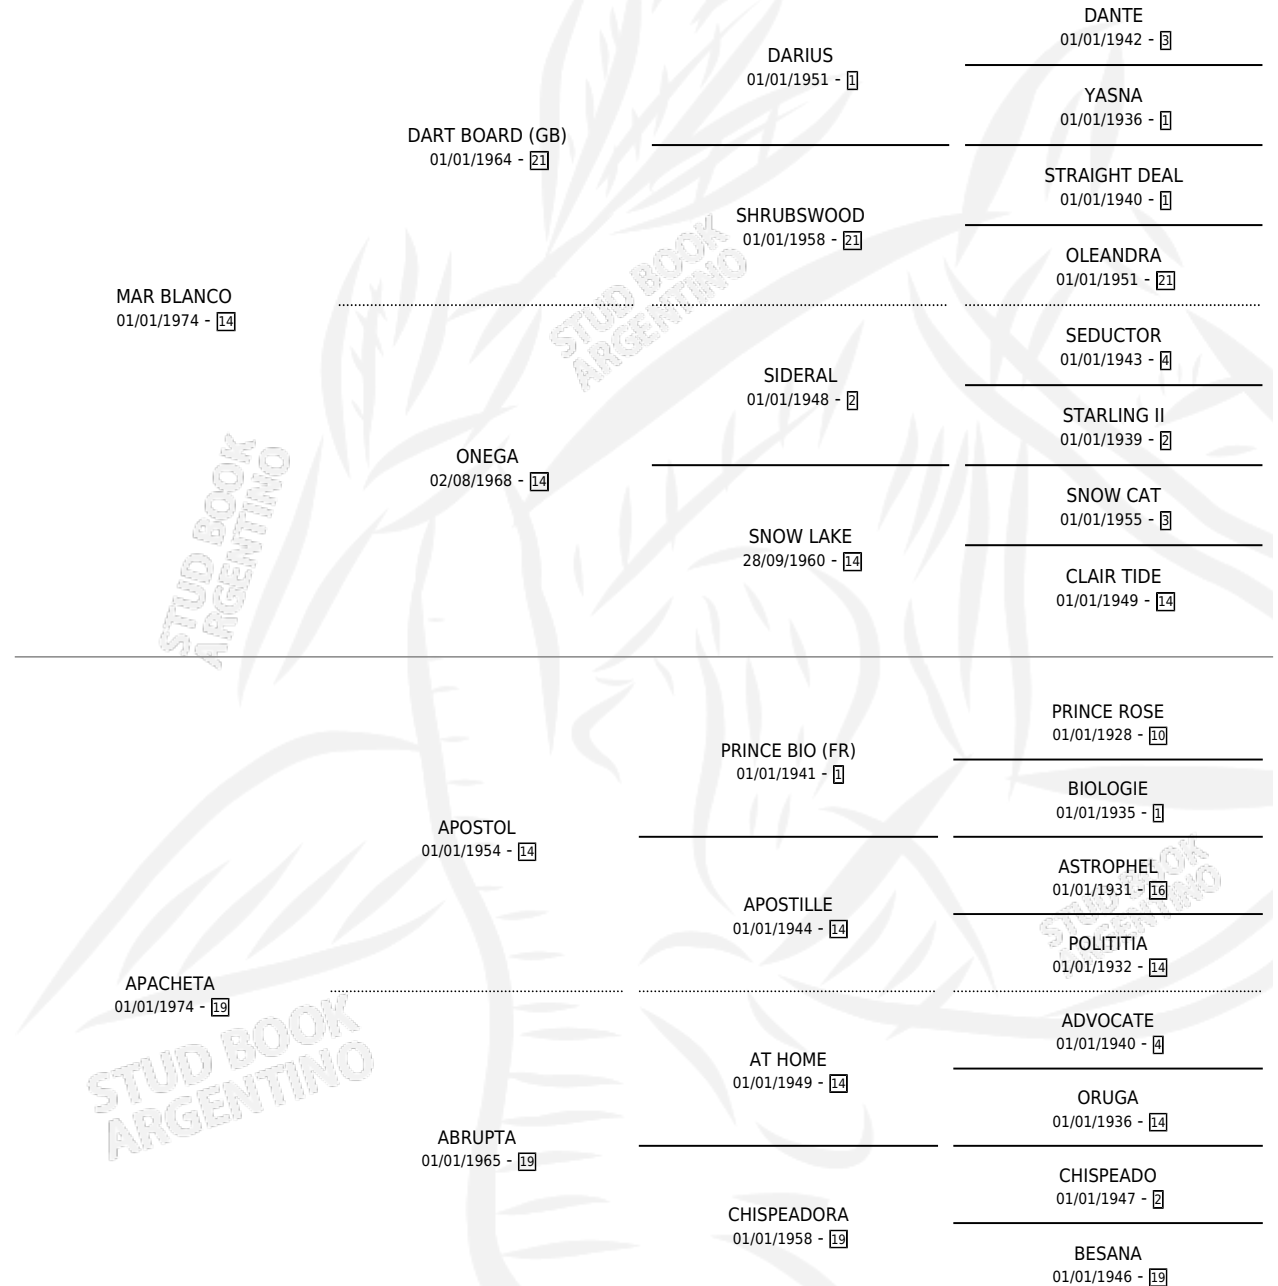 DANTE
01/01/1942 - 3
DARIUS
01/01/1951 - 1
YASNA
01/01/1936 - 1
DART BOARD (GB)
01/01/1964 - 21
STRAIGHT DEAL
01/01/1940 - 1
SHRUBSWOOD
01/01/1958 - 21
OLEANDRA
01/01/1951 - 21
MAR BLANCO
01/01/1974 - 14
STUD BOOK
ARGENTINO
SEDUCTOR
01/01/1943 - 4
SIDERAL
01/01/1948 - 2
STARLING II
01/01/1939 - 2
ONEGA
02/08/1968 - 14
SNOW CAT
01/01/1955 - 3
SNOW LAKE
28/09/1960 - 14
CLAIR TIDE
01/01/1949 - 14
STUD BOOK
ARGENTINO
PRINCE ROSE
01/01/1928 - 10
PRINCE BIO (FR)
01/01/1941 - 1
BIOLOGIE
01/01/1935 - 1
APOSTOL
01/01/1954 - 14
ASTROPHEL
01/01/1931 - 16
APOSTILLE
01/01/1944 - 14
POLITITIA
01/01/1932 - 14
STUD BOOK
ARGENTINO
APACHETA
01/01/1974 - 19
ADVOCATE
01/01/1940 - 4
AT HOME
01/01/1949 - 14
ORUGA
01/01/1936 - 14
STUD BOOK
ARGENTINO
ABRUPTA
01/01/1965 - 19
CHISPEADO
01/01/1947 - 2
CHISPEADORA
01/01/1958 - 19
BESANA
01/01/1946 - 19